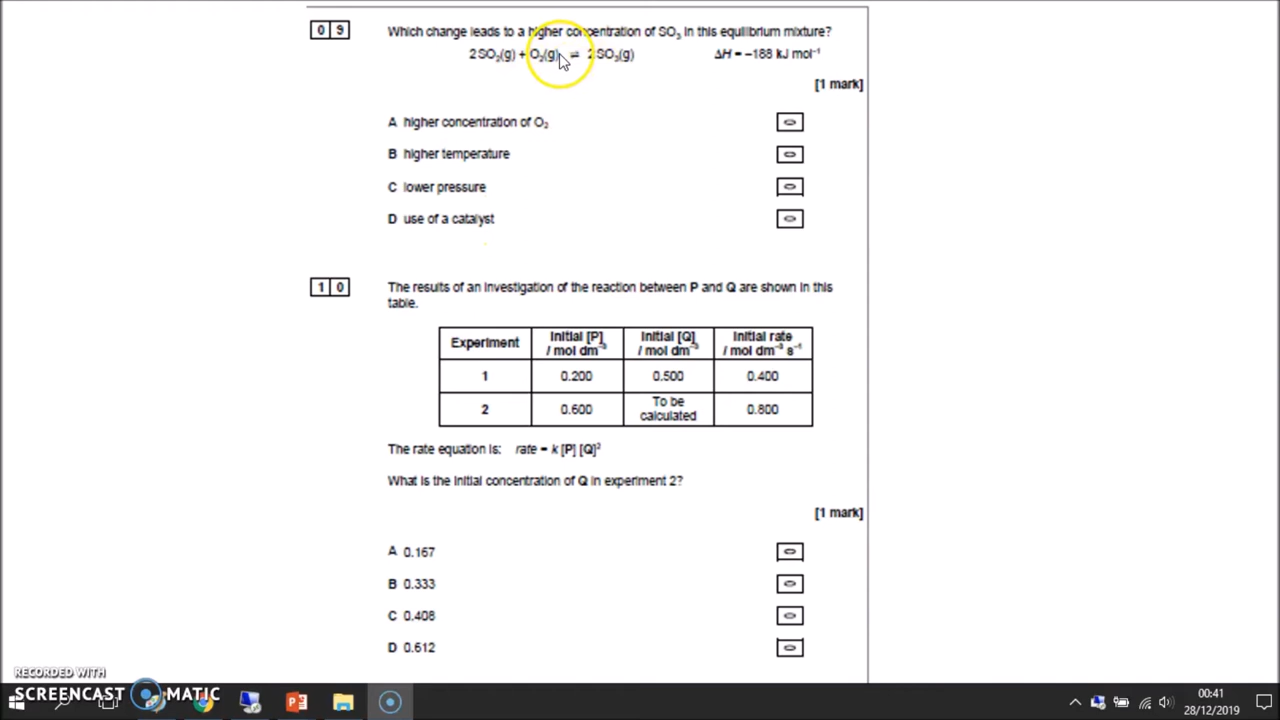 0 9
Which change leads to a higher concentration of SO₃ in this equilibrium mixture?
2SO₂(g) + O₂(g) ⇌ 2SO₃(g) ΔH = –188 kJ mol⁻¹
[1 mark]
A higher concentration of O₂
B higher temperature
C lower pressure
D use of a catalyst
1 0
The results of an investigation of the reaction between P and Q are shown in this
table.
Experiment
Initial [P]
/ mol dm⁻³
Initial [Q]
/ mol dm⁻³
Initial rate
/ mol dm⁻³ s⁻¹
1 0.200 0.500 0.400
2 0.600 To be calculated 0.800
The rate equation is: rate = k [P] [Q]²
What is the initial concentration of Q in experiment 2?
[1 mark]
A 0.167
B 0.333
C 0.408
D 0.612
RECORDED WITH
SCREENCAST MATIC
00:41
28/12/2019